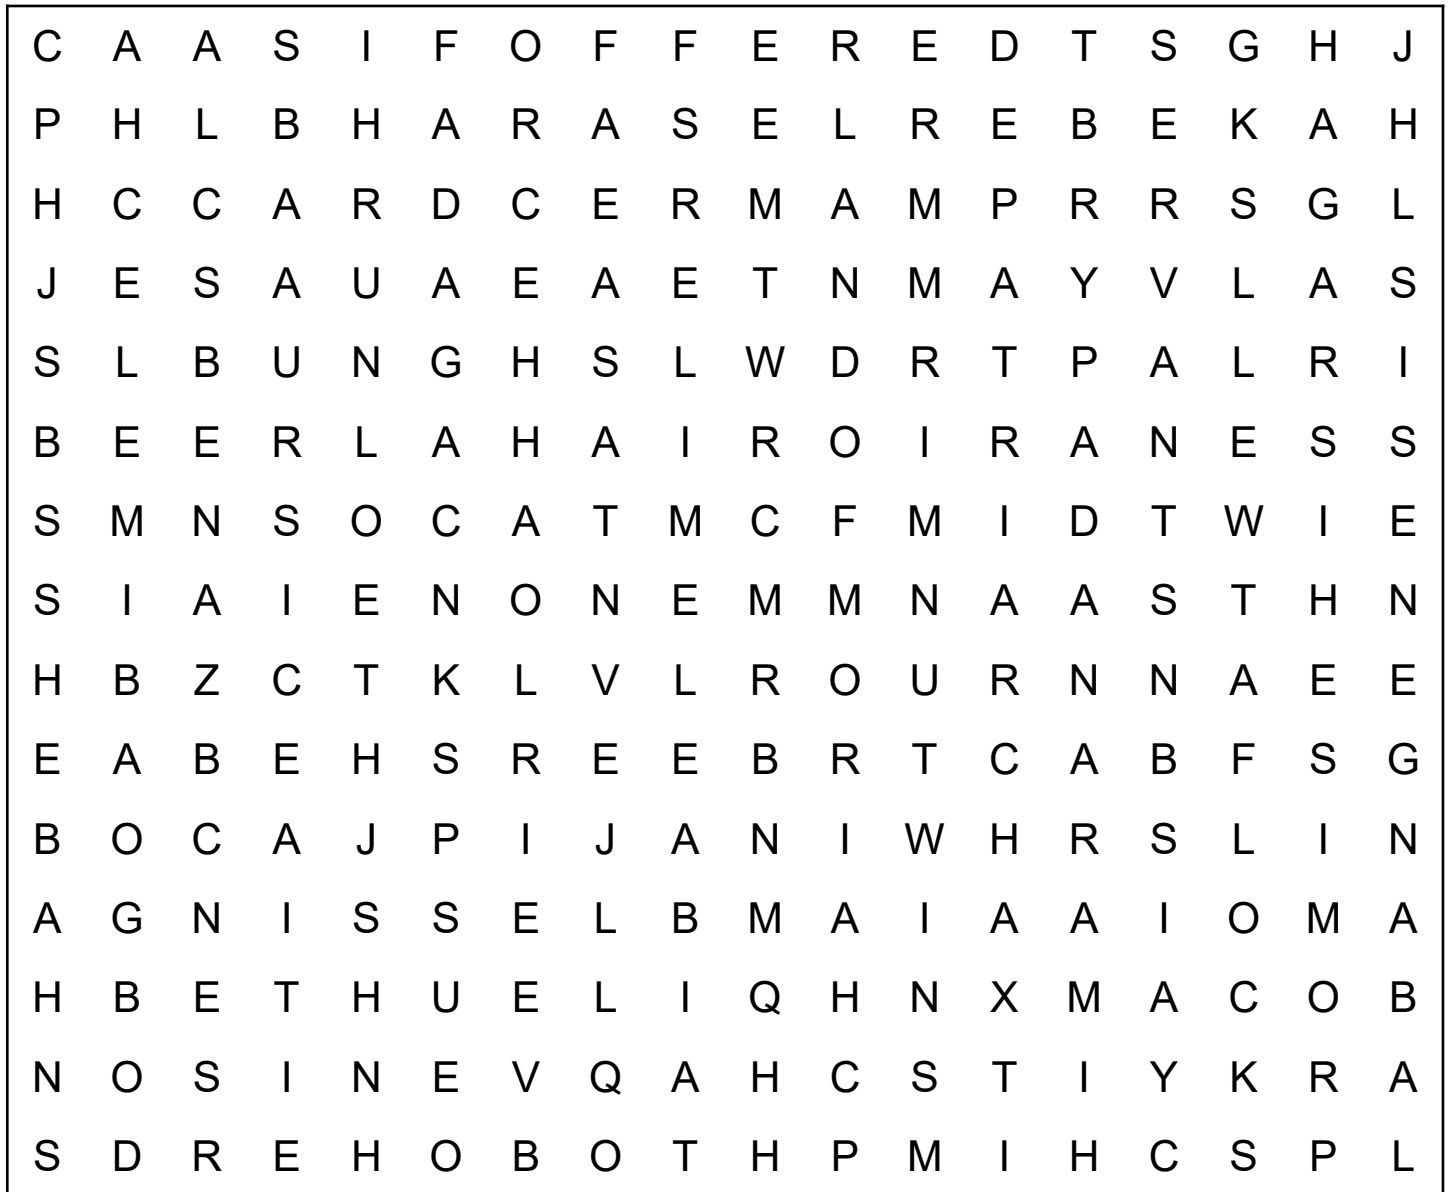 C A A S I F O F F E R E D T S G H J
P H L B H A R A S E L R E B E K A H
H C C A R D C E R M A M P R R S G L
J E S A U A E A E T N M A Y V L A S
S L B U N G H S L W D R T P A L R I
B E E R L A H A I R O I R A N E S S
S M N S O C A T M C F M I D T W I E
S I A I E N O N E M M N A A S T H N
H B Z C T K L V L R O U R N N A E E
E A B E H S R E E B R T C A B F S G
B O C A J P I J A N I W H R S L I N
A G N I S S E L B M A I A A I O M A
H B E T H U E L I Q H N X M A C O B
N O S I N E V Q A H C S T I Y K R A
S D R E H O B O T H P M I H C S P L